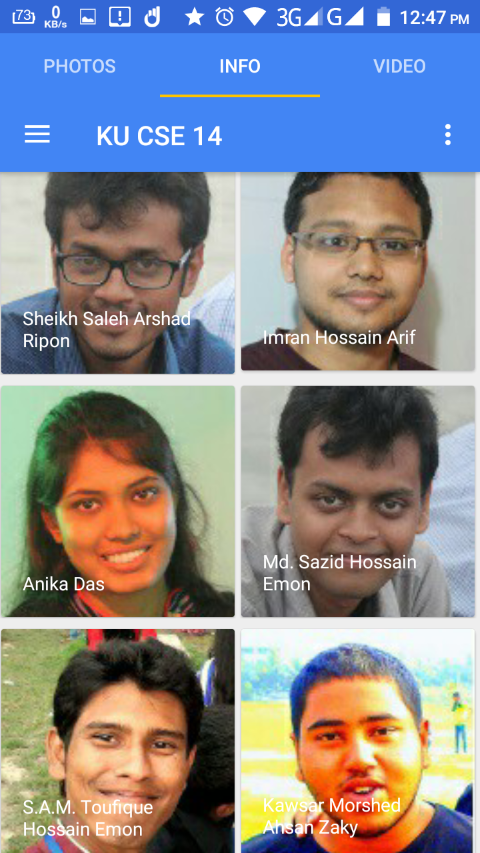 73
0
KB/s
3G
G
12:47 PM
PHOTOS
INFO
VIDEO
KU CSE 14
Sheikh Saleh Arshad
Ripon
Imran Hossain Arif
Anika Das
Md. Sazid Hossain
Emon
S.A.M. Toufique
Hossain Emon
Kawsar Morshed
Ahsan Zaky